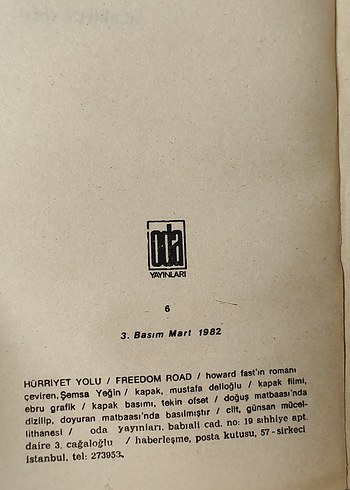 oda
YAYINLARI
6
3. Basım Mart 1982
HÜRRİYET YOLU / FREEDOM ROAD / howard fast'ın romanı
çeviren, Şemsa Yeğin / kapak, mustafa delioğlu / kapak filmi,
ebru grafik / kapak basımı, tekin ofset / doğuş matbaası'nda
dizilip, doyuran matbaası'nda basılmıştır / cilt, günsan mücel-
lithanesi / oda yayınları. babıali cad. no: 19 sıhhiye apt.
daire 3. cağaloğlu / haberleşme, posta kutusu, 57 - sirkeci
istanbul. tel: 273953.